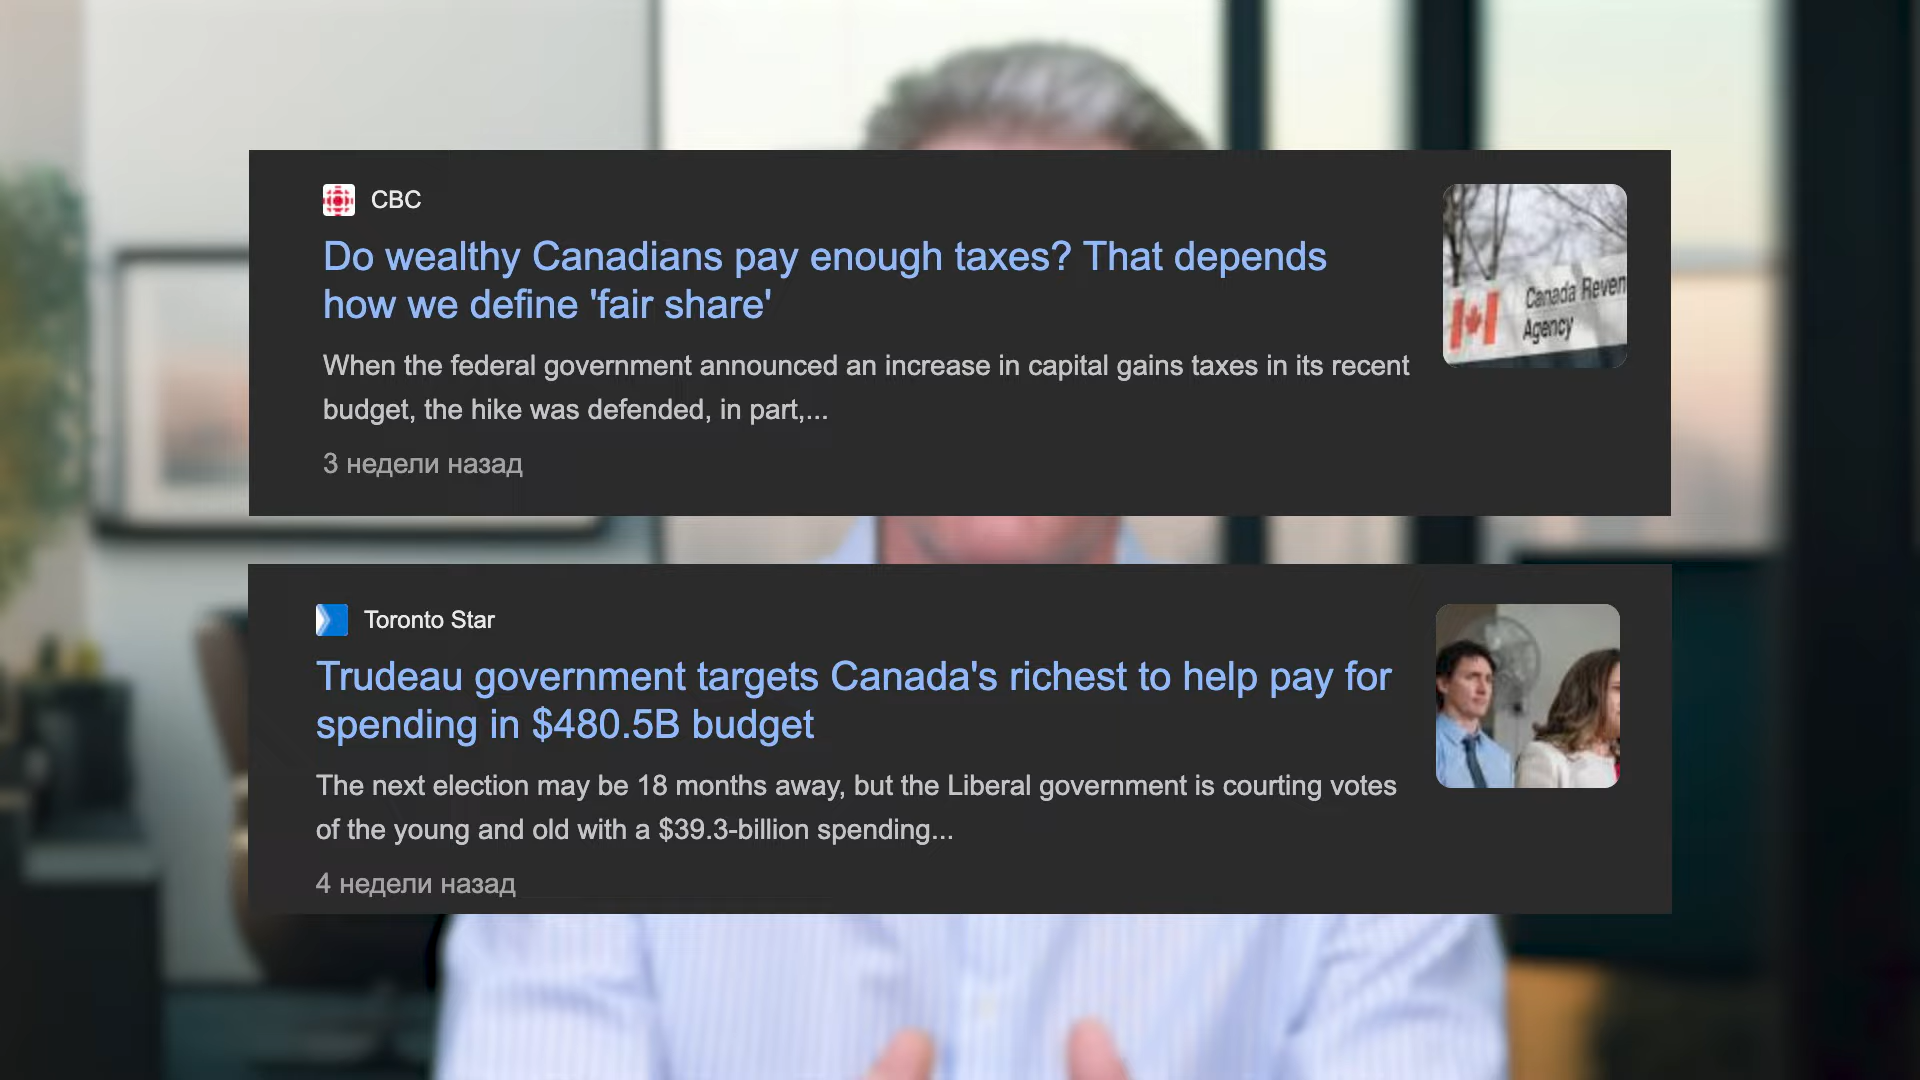 CBC
Do wealthy Canadians pay enough taxes? That depends
how we define 'fair share'
When the federal government announced an increase in capital gains taxes in its recent
budget, the hike was defended, in part,...
3 недели назад
Canada Reven
Agency
Toronto Star
Trudeau government targets Canada's richest to help pay for
spending in $480.5B budget
The next election may be 18 months away, but the Liberal government is courting votes
of the young and old with a $39.3-billion spending...
4 недели назад